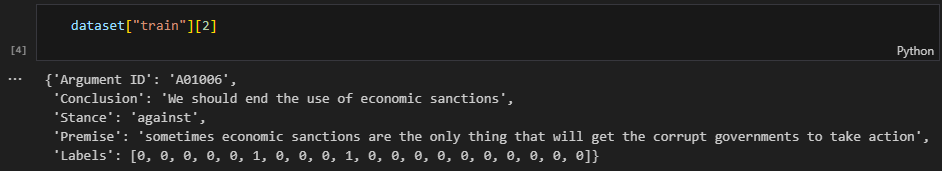 dataset["train"][2]
[4]
Python
... {'Argument ID': 'A01006',
'Conclusion': 'We should end the use of economic sanctions',
'Stance': 'against',
'Premise': 'sometimes economic sanctions are the only thing that will get the corrupt governments to take action',
'Labels': [0, 0, 0, 0, 0, 1, 0, 0, 0, 1, 0, 0, 0, 0, 0, 0, 0, 0, 0, 0]}